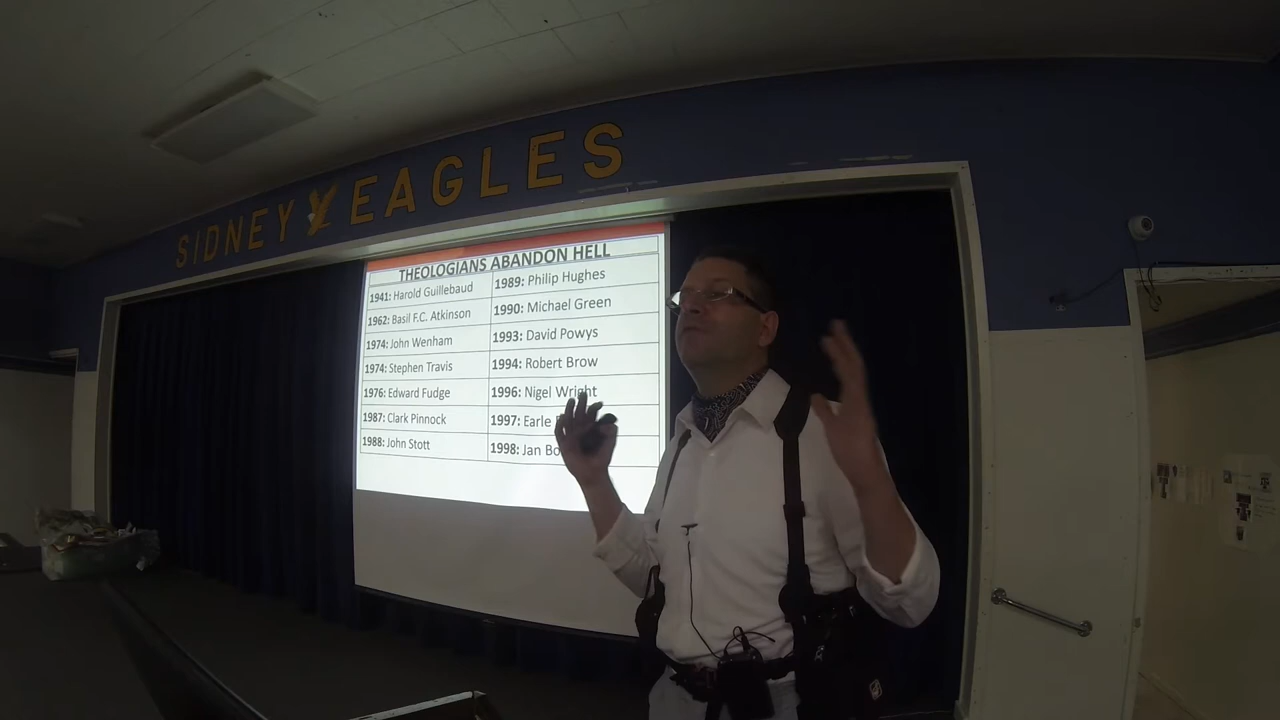 SIDNEY EAGLES
THEOLOGIANS ABANDON HELL
1941: Harold Guillebaud
1989: Philip Hughes
1962: Basil F.C. Atkinson
1990: Michael Green
1974: John Wenham
1993: David Powys
1974: Stephen Travis
1994: Robert Brow
1976: Edward Fudge
1996: Nigel Wright
1987: Clark Pinnock
1997: Earle
1988: John Stott
1998: Jan